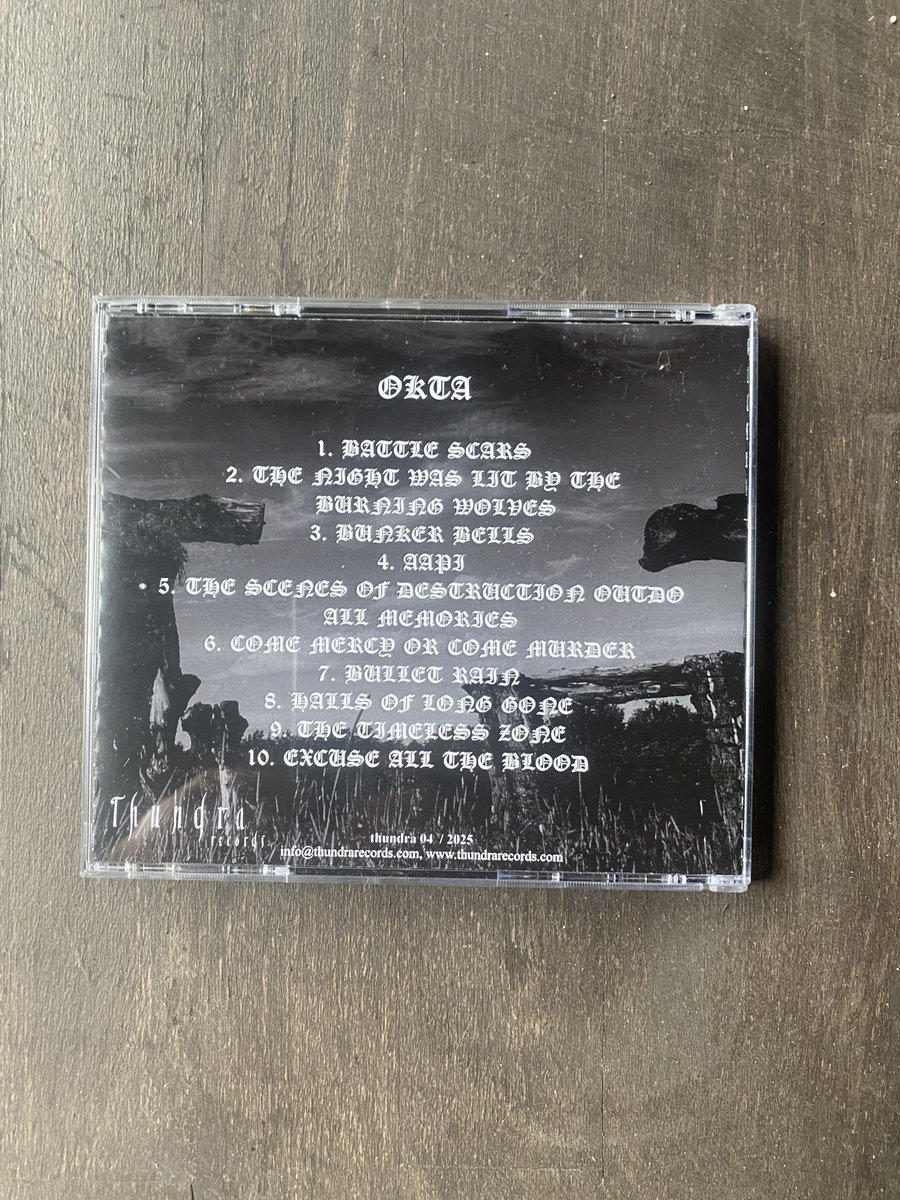 OKTA
1. BATTLE SCARS
2. THE NIGHT WAS LIT BY THE
BURNING WOLVES
3. BUNKER BELLS
4. AAPI
5. THE SCENES OF DESTRUCTION OUTDO
ALL MEMORIES
6. COME MERCY OR COME MURDER
7. BULLET RAIN
8. HALLS OF LONG GONE
9. THE TIMELESS ZONE
10. EXCUSE ALL THE BLOOD
Thundra
records
thundra 04 / 2025
info@thundrarecords.com, www.thundrarecords.com